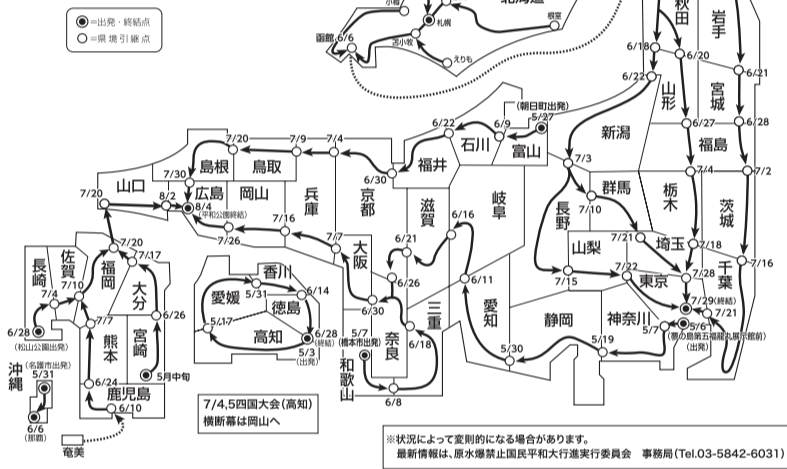 ◉=出発・終結点
○=県境引継点
小樽
札幌
北海道
根室
函館
6/6
苫小牧
えりも
秋田
岩手
6/18
6/20
6/22
6/21
山形
宮城
6/27
6/28
福島
新潟
7/4
7/2
7/3
群馬
栃木
茨城
7/10
長野
7/21
埼玉
7/18
山梨
7/16
千葉
7/15
7/22
東京
7/28
7/29(終結)
7/21
神奈川
5/7
5/6
(夢の島第五福竜丸展示館前)
(出発)
静岡
5/19
5/30
愛知
(朝日町出発)
5/27
富山
6/9
石川
6/22
福井
6/30
岐阜
滋賀
6/16
6/11
三重
京都
6/21
6/26
7/4
7/9
7/20
兵庫
鳥取
島根
7/30
岡山
広島
8/2
8/4
(平和公園終結)
7/26
7/16
7/7
大阪
6/30
5/7
(橋本市出発)
奈良
6/18
和歌山
6/8
山口
7/20
7/20
7/17
福岡
佐賀
長崎
7/10
7/4
大分
6/28
(松山公園出発)
7/7
6/26
熊本
宮崎
5月中旬
沖縄
(名護市出発)
5/31
6/24
鹿児島
6/10
6/6
(那覇)
奄美
香川
愛媛
5/31
徳島
6/14
5/17
高知
6/28
(終結)
5/3
(出発)
7/4,5四国大会(高知)
横断幕は岡山へ
※状況によって変則的になる場合があります。
最新情報は、原水爆禁止国民平和大行進実行委員会 事務局(Tel.03-5842-6031)